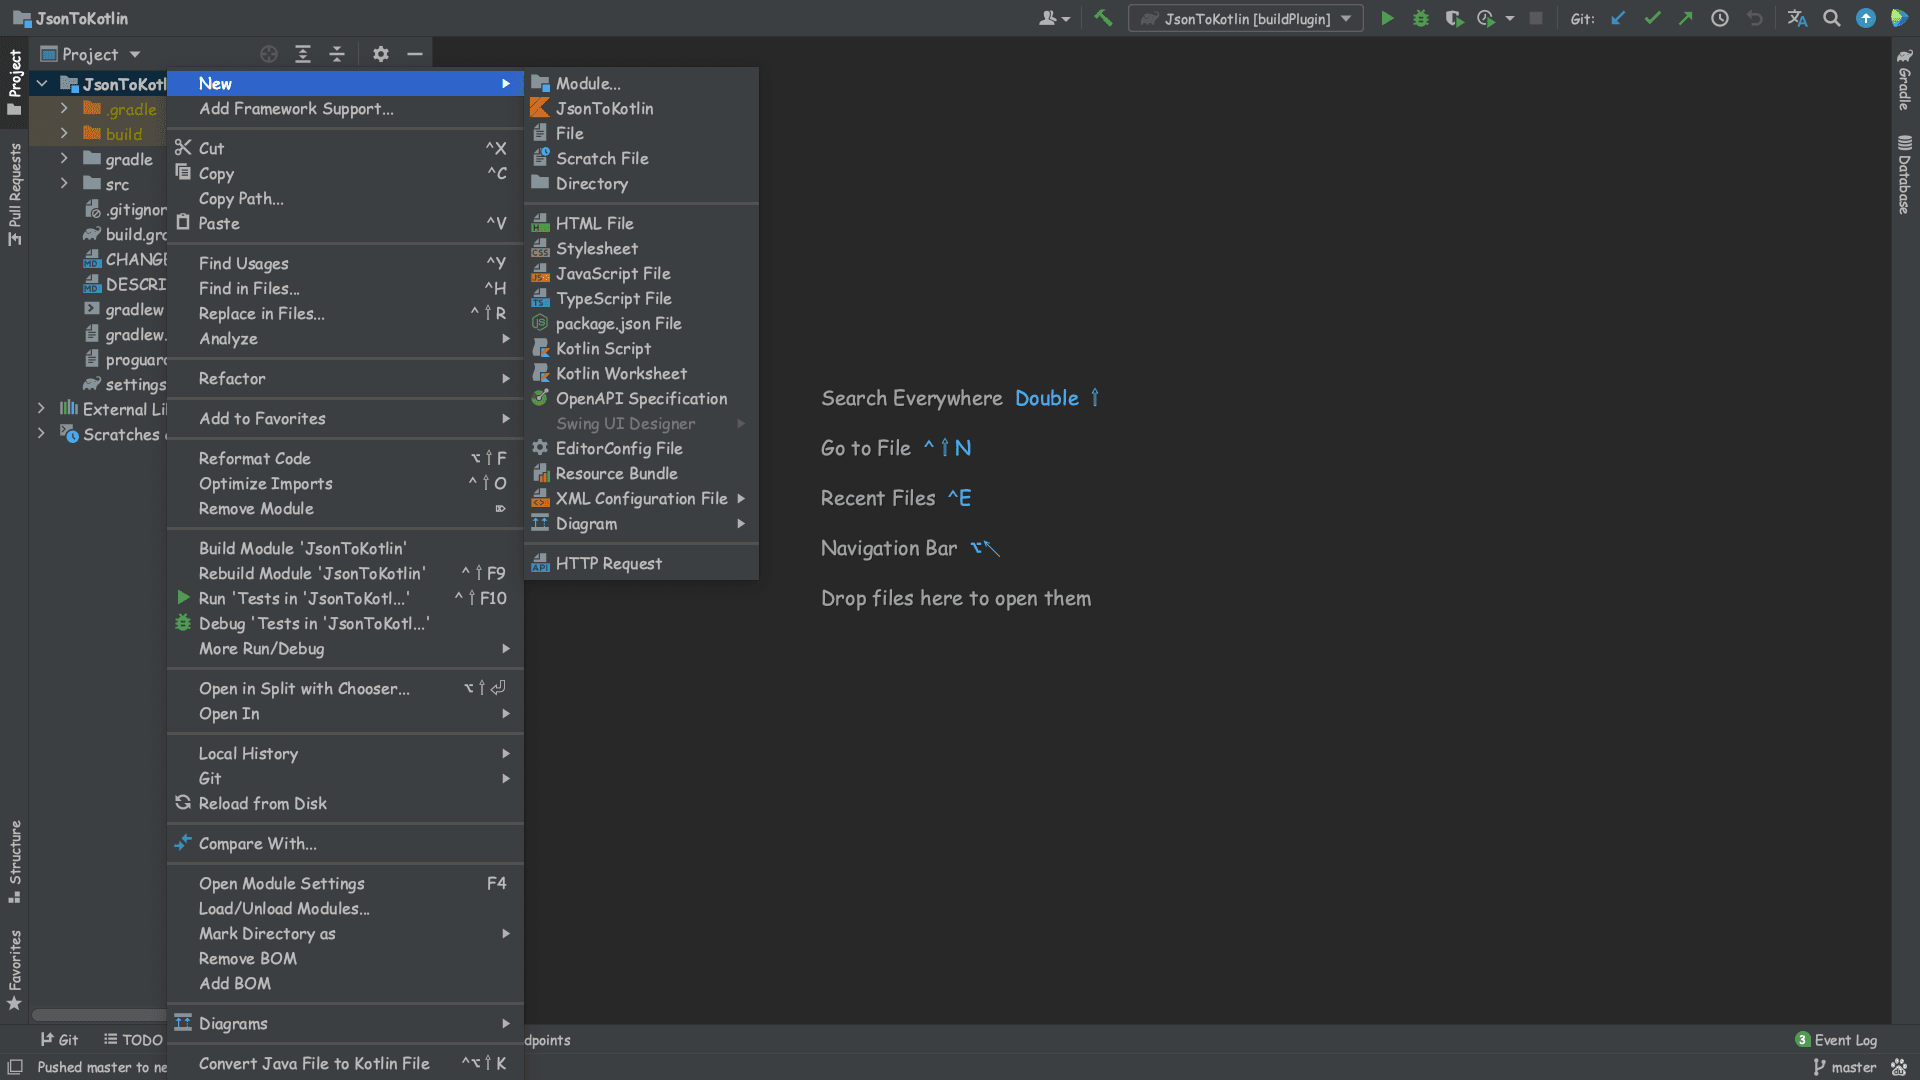 JsonToKotlin
JsonToKotlin [buildPlugin]
Git:
Project
Project
Pull Requests
Structure
Favorites
JsonToKotl
.gradle
build
gradle
src
.gitignor
build.gra
CHANGE
DESCRI
gradlew
gradlew.
proguard
settings
External Li
Scratches
New
Add Framework Support...
Cut ^X
Copy ^C
Copy Path...
Paste ^V
Find Usages ^Y
Find in Files... ^H
Replace in Files... ^⇧R
Analyze
Refactor
Add to Favorites
Reformat Code ⌥⇧F
Optimize Imports ^⇧O
Remove Module ⌦
Build Module 'JsonToKotlin'
Rebuild Module 'JsonToKotlin' ^⇧F9
Run 'Tests in 'JsonToKotl...' ^⇧F10
Debug 'Tests in 'JsonToKotl...'
More Run/Debug
Open in Split with Chooser... ⌥⇧⏎
Open In
Local History
Git
Reload from Disk
Compare With...
Open Module Settings F4
Load/Unload Modules...
Mark Directory as
Remove BOM
Add BOM
Diagrams
Convert Java File to Kotlin File ^⌥⇧K
Module...
JsonToKotlin
File
Scratch File
Directory
HTML File
Stylesheet
JavaScript File
TypeScript File
package.json File
Kotlin Script
Kotlin Worksheet
OpenAPI Specification
Swing UI Designer
EditorConfig File
Resource Bundle
XML Configuration File
Diagram
HTTP Request
Search Everywhere Double ⇧
Go to File ^⇧N
Recent Files ^E
Navigation Bar ⌥↖
Drop files here to open them
Gradle
Database
Git
TODO
dpoints
3 Event Log
Pushed master to ne
master